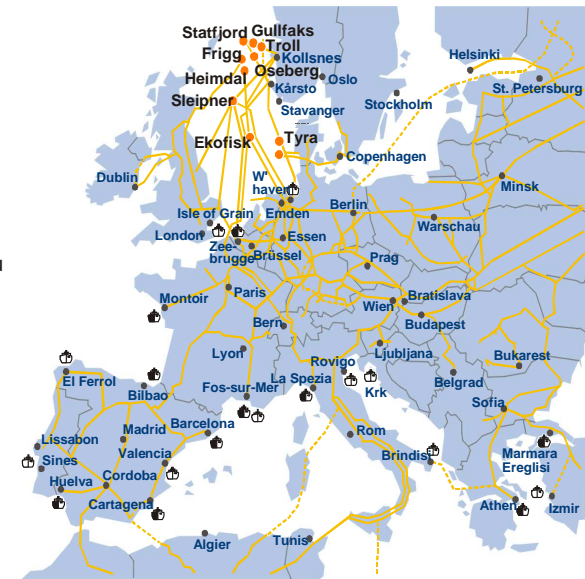 Statfjord Gullfaks
Troll
Frigg
Kollsnes
Helsinki
Heimdal
Oseberg
Oslo
St. Petersburg
Kårsto
Sleipner
Stavanger
Stockholm
Ekofisk
Tyra
Copenhagen
Dublin
W'
haven
Minsk
Isle of Grain
Emden
Berlin
Warschau
London
Essen
Zee-
brugge
Brüssel
Prag
Montoir
Paris
Bratislava
Wien
Budapest
Bern
Lyon
Rovigo
Ljubljana
Bukarest
El Ferrol
Bilbao
Fos-sur-Mer
La Spezia
Krk
Belgrad
Sofia
Lissabon
Madrid
Barcelona
Rom
Valencia
Brindisi
Marmara
Ereglisi
Sines
Huelva
Cordoba
Cartagena
Athen
Izmir
Algier
Tunis